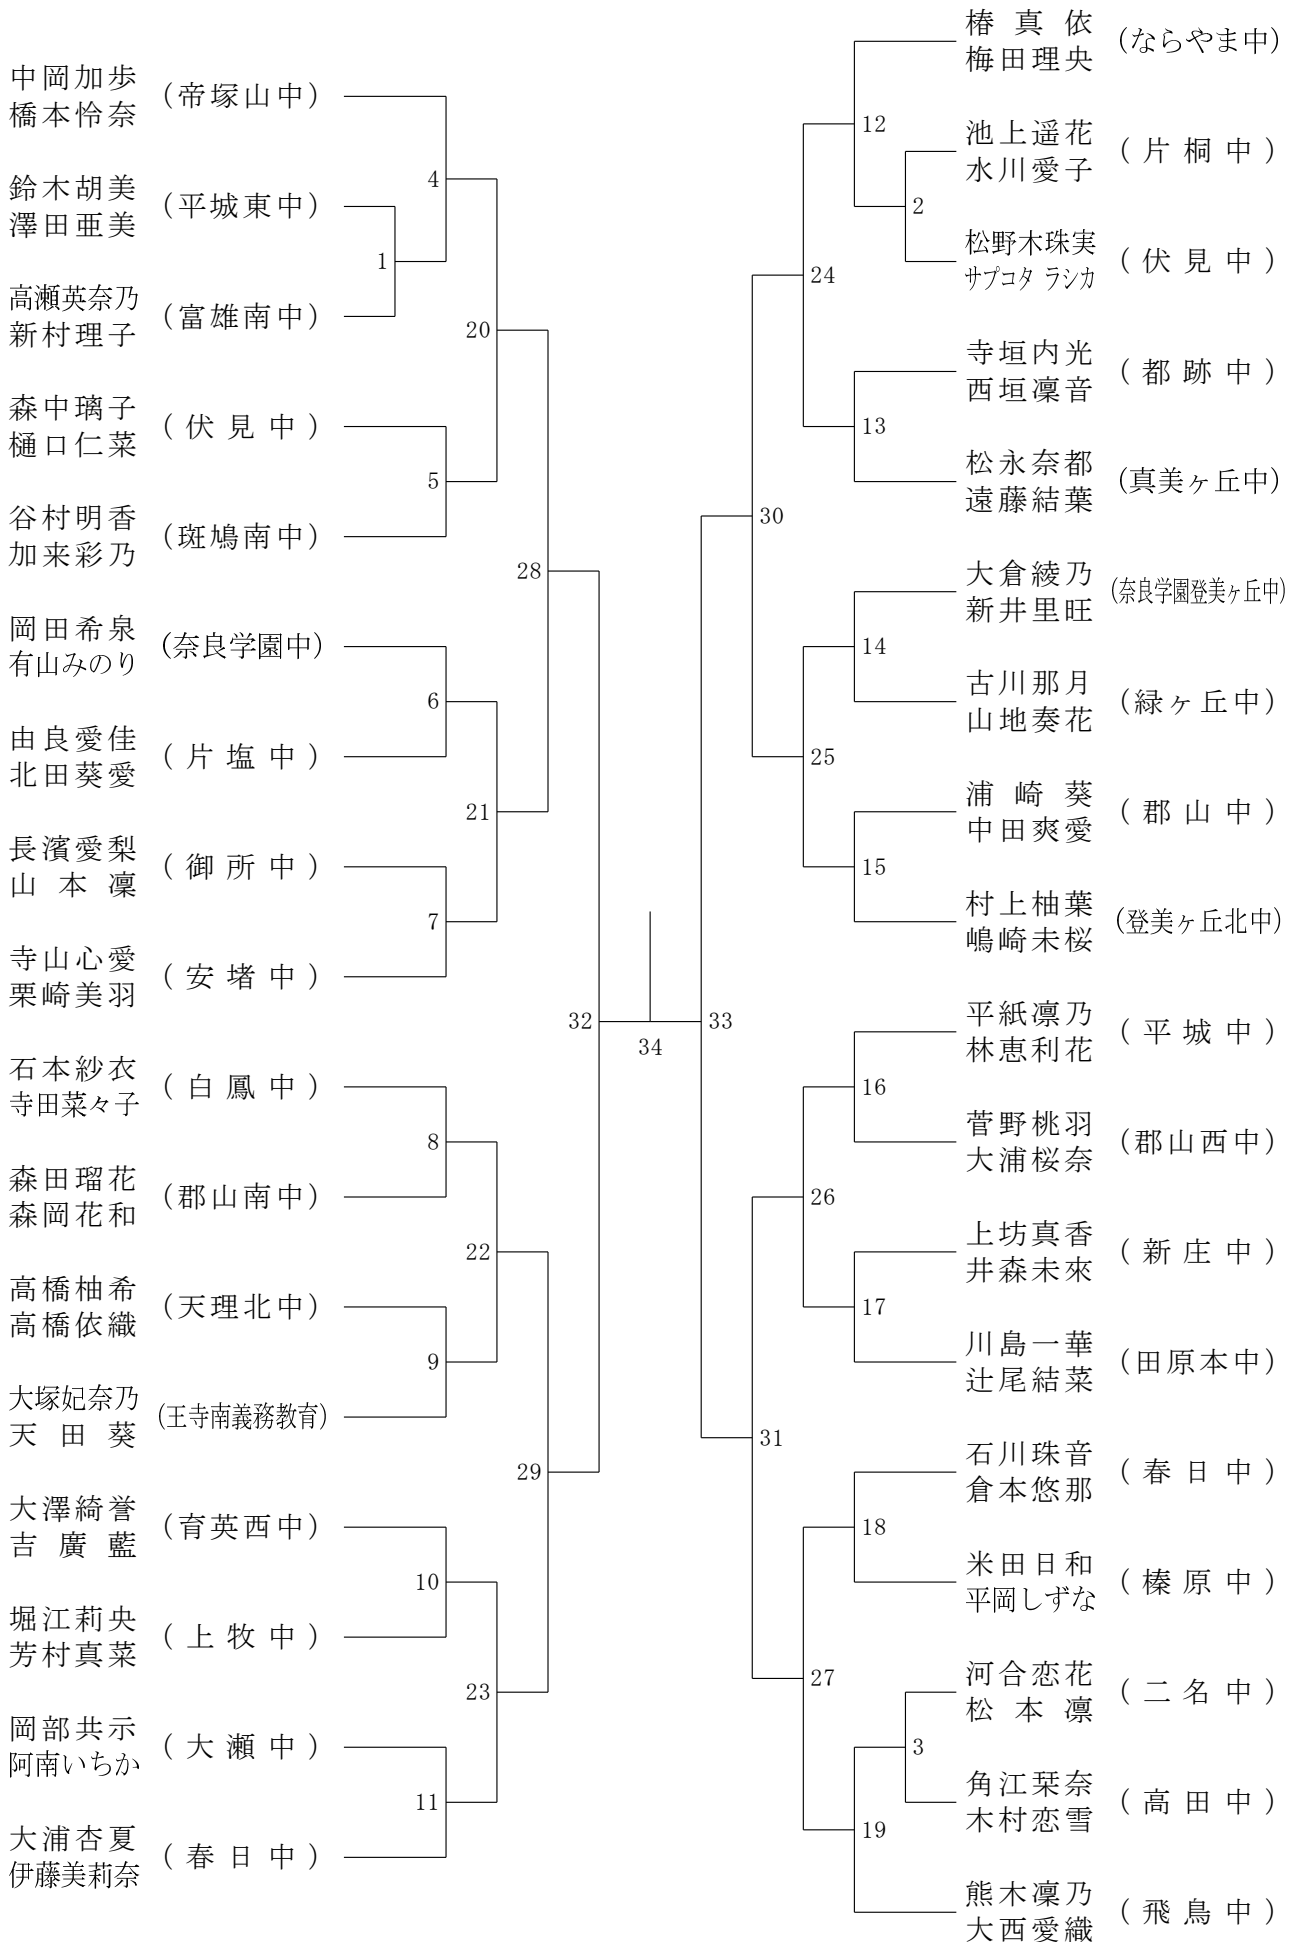 中岡加歩
橋本怜奈
(帝塚山中)
鈴木胡美
澤田亜美
(平城東中)
高瀬英奈乃
新村理子
(富雄南中)
森中璃子
樋口仁菜
(伏見中)
谷村明香
加来彩乃
(斑鳩南中)
岡田希泉
有山みのり
(奈良学園中)
由良愛佳
北田葵愛
(片塩中)
長濱愛梨
山本凜
(御所中)
寺山心愛
栗崎美羽
(安堵中)
石本紗衣
寺田菜々子
(白鳳中)
森田瑠花
森岡花和
(郡山南中)
高橋柚希
高橋依織
(天理北中)
大塚妃奈乃
天田葵
(王寺南義務教育)
大澤綺誉
吉廣藍
(育英西中)
堀江莉央
芳村真菜
(上牧中)
岡部共示
阿南いちか
(大瀬中)
大浦杏夏
伊藤美莉奈
(春日中)
4
1
20
5
28
6
21
7
32
8
22
9
29
10
23
11
34
33
12
2
24
13
30
14
25
15
16
26
17
31
18
27
3
19
椿真依
梅田理央
(ならやま中)
池上遥花
水川愛子
(片桐中)
松野木珠実
サプコタ ラシカ
(伏見中)
寺垣内光
西垣凜音
(都跡中)
松永奈都
遠藤結葉
(真美ヶ丘中)
大倉綾乃
新井里旺
(奈良学園登美ヶ丘中)
古川那月
山地奏花
(緑ヶ丘中)
浦崎葵
中田爽愛
(郡山中)
村上柚葉
嶋崎未桜
(登美ヶ丘北中)
平紙凛乃
林恵利花
(平城中)
菅野桃羽
大浦桜奈
(郡山西中)
上坊真香
井森未來
(新庄中)
川島一華
辻尾結菜
(田原本中)
石川珠音
倉本悠那
(春日中)
米田日和
平岡しずな
(榛原中)
河合恋花
松本凛
(二名中)
角江栞奈
木村恋雪
(高田中)
熊木凜乃
大西愛織
(飛鳥中)